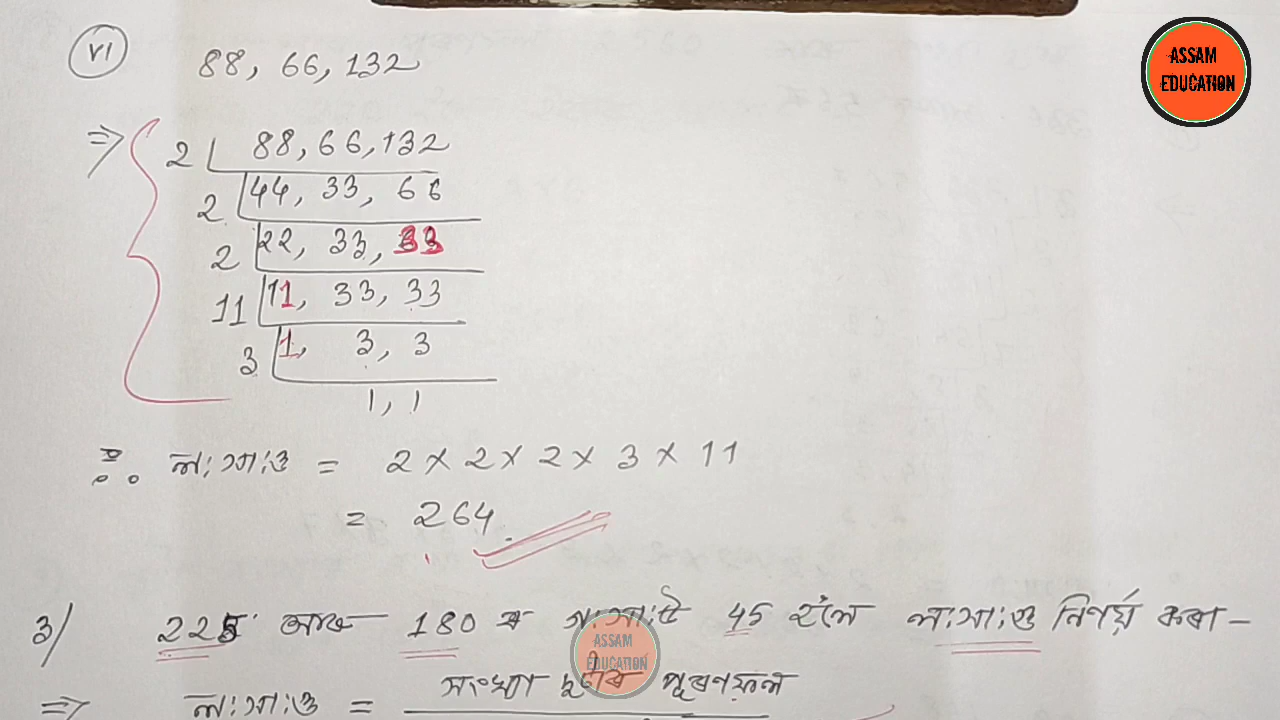 VI
88, 66, 132
ASSAM
EDUCATION
⇒ 2 | 88, 66, 132
2 | 44, 33, 66
2 | 22, 33, 33
11 | 11, 33, 33
3 | 1, 3, 3
1, 1
∴ ল:সা:গু = 2 × 2 × 2 × 3 × 11
= 264.
3/ 225 আৰু 180 ৰ গ:সা:উ 45 হ'লে ল:সা:গু নিৰ্ণয় কৰা –
ASSAM
EDUCATION
⇒ ল:সা:গু = সংখ্যা দুটাৰ পূৰণফল